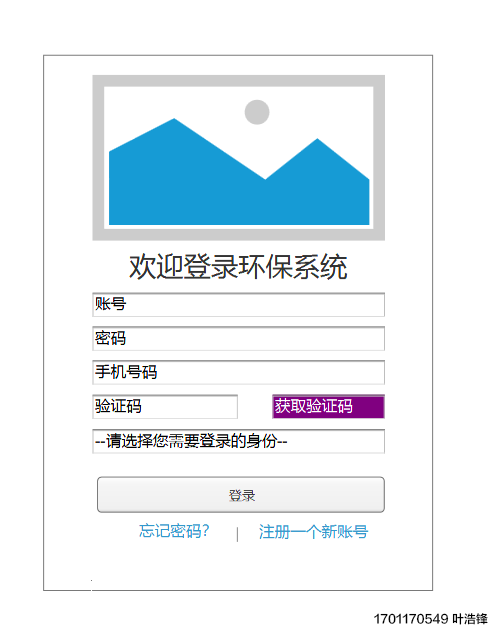 欢迎登录环保系统
账号
密码
手机号码
验证码 获取验证码
--请选择您需要登录的身份--
登录
忘记密码? | 注册一个新账号
1701170549 叶浩锋